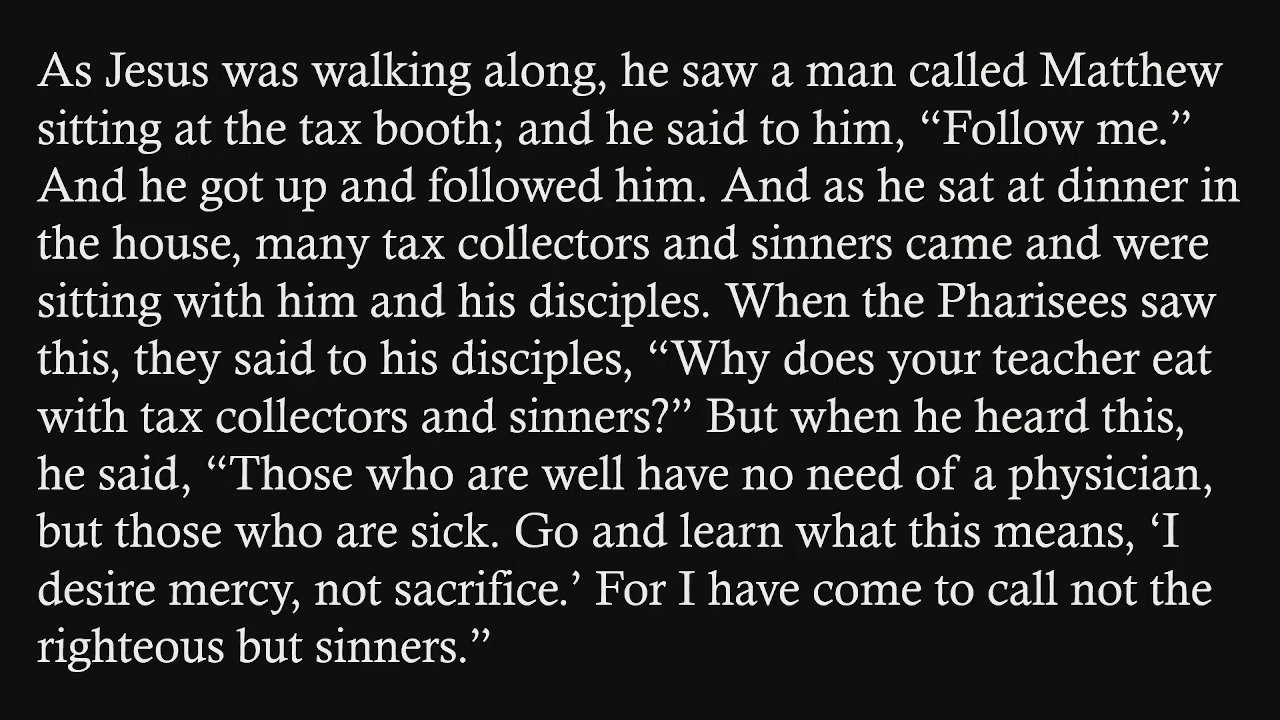 As Jesus was walking along, he saw a man called Matthew
sitting at the tax booth; and he said to him, “Follow me.”
And he got up and followed him. And as he sat at dinner in
the house, many tax collectors and sinners came and were
sitting with him and his disciples. When the Pharisees saw
this, they said to his disciples, “Why does your teacher eat
with tax collectors and sinners?” But when he heard this,
he said, “Those who are well have no need of a physician,
but those who are sick. Go and learn what this means, ‘I
desire mercy, not sacrifice.’ For I have come to call not the
righteous but sinners.”